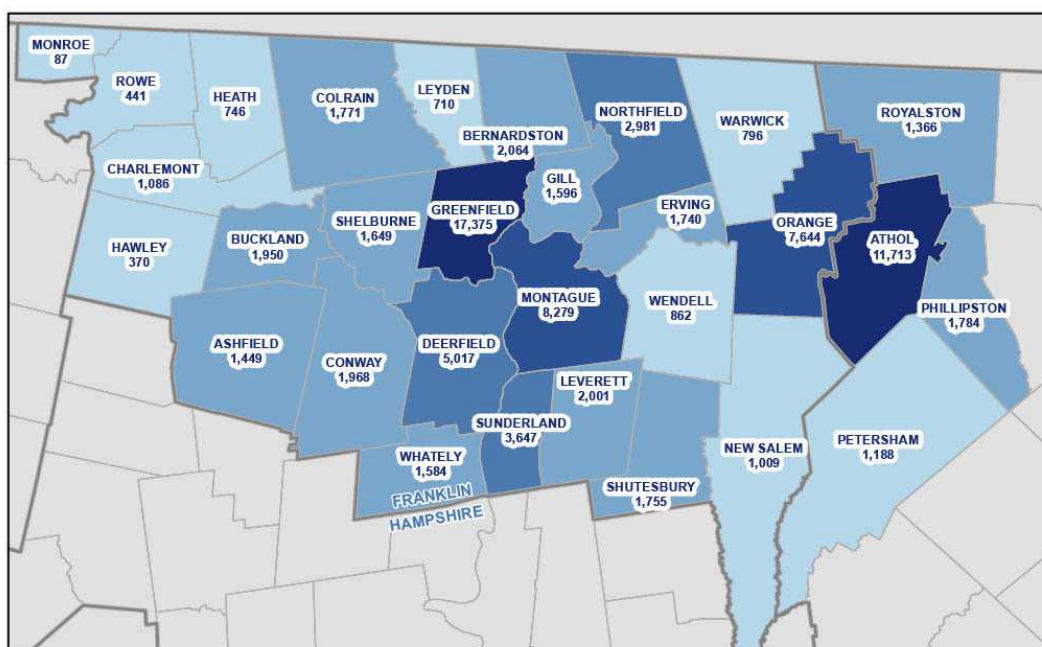 MONROE
87
ROWE
441
HEATH
746
COLRAIN
1,771
LEYDEN
710
BERNARDSTON
2,064
NORTHFIELD
2,981
WARWICK
796
ROYALSTON
1,366
CHARLEMONT
1,086
GILL
1,596
HAWLEY
370
BUCKLAND
1,950
SHELBURNE
1,649
GREENFIELD
17,375
ERVING
1,740
ORANGE
7,644
ATHOL
11,713
MONTAGUE
8,279
WENDELL
862
PHILLIPSTON
1,784
ASHFIELD
1,449
CONWAY
1,968
DEERFIELD
5,017
LEVERETT
2,001
SUNDERLAND
3,647
NEW SALEM
1,009
PETERSHAM
1,188
WHATELY
1,584
SHUTESBURY
1,755
FRANKLIN
HAMPSHIRE